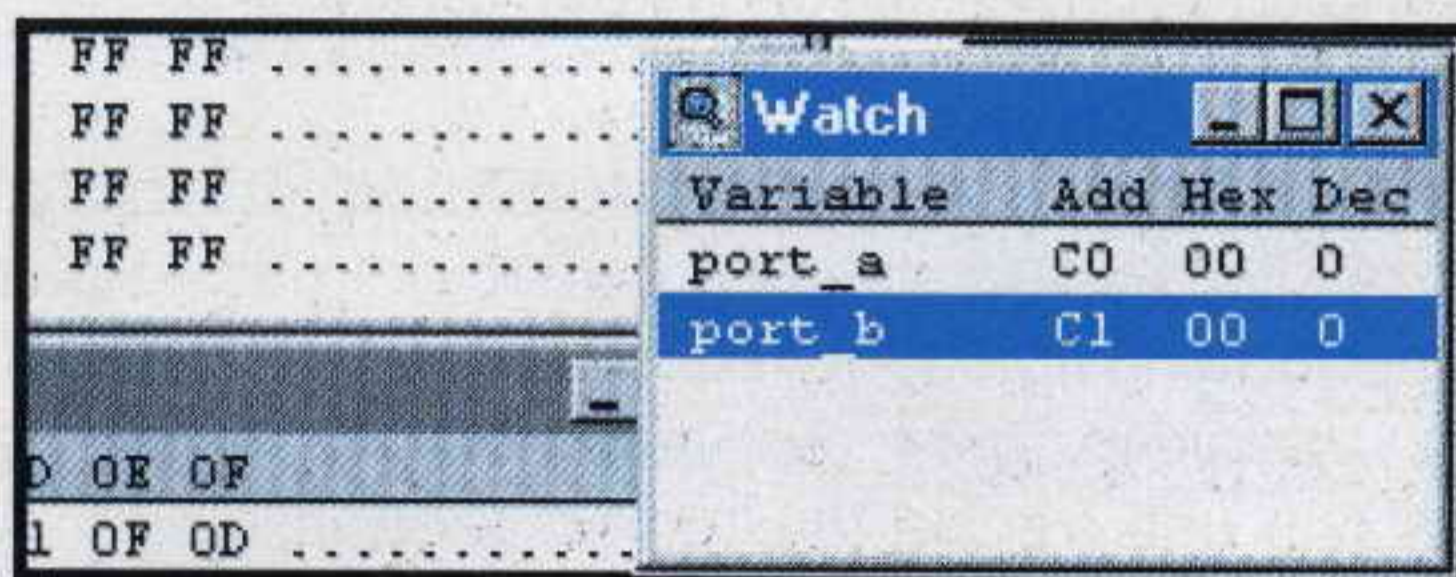 FF FF ............
FF FF ............
FF FF ............
FF FF ............
D 0E 0F
1 0F 0D ...........
Watch
Variable Add Hex Dec
port_a C0 00 0
port_b C1 00 0